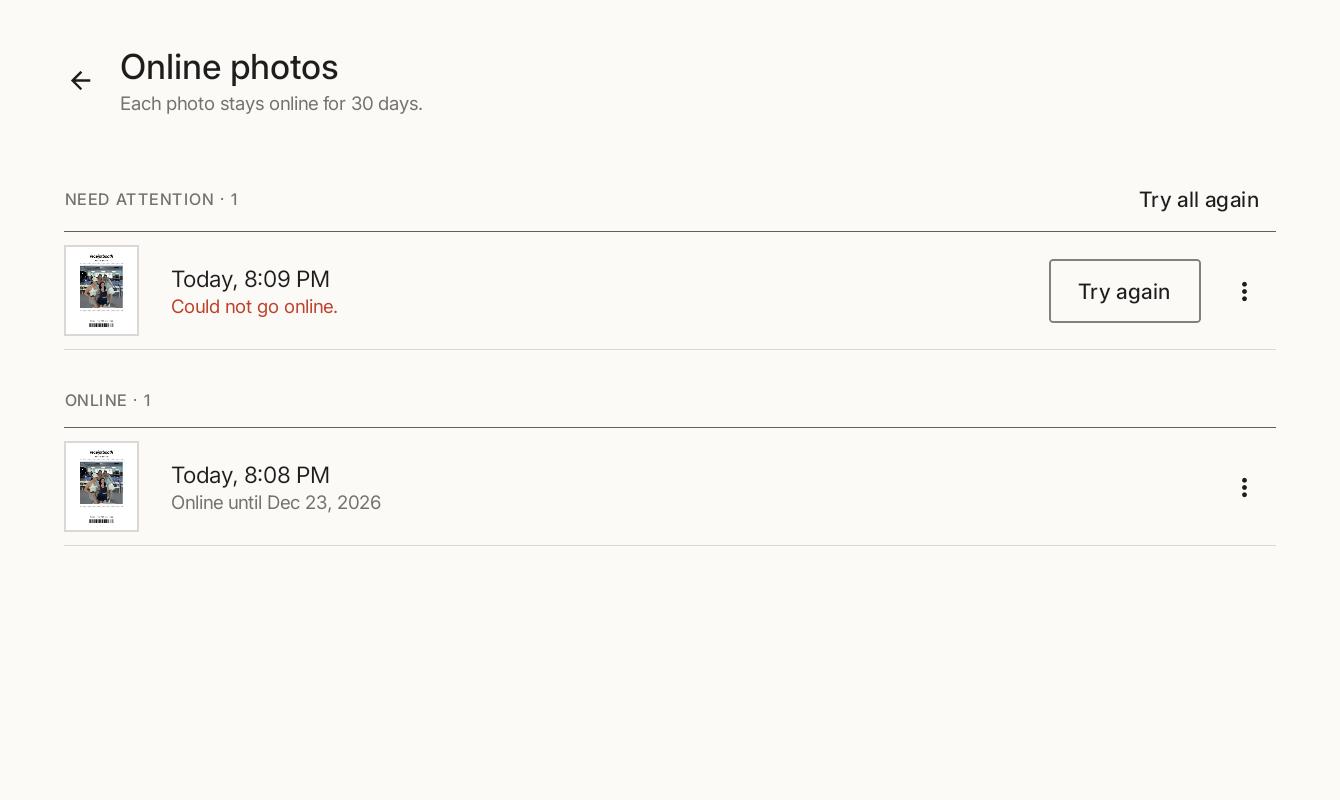 Online photos
Each photo stays online for 30 days.
NEED ATTENTION · 1
Try all again
Today, 8:09 PM
Could not go online.
Try again
ONLINE · 1
Today, 8:08 PM
Online until Dec 23, 2026